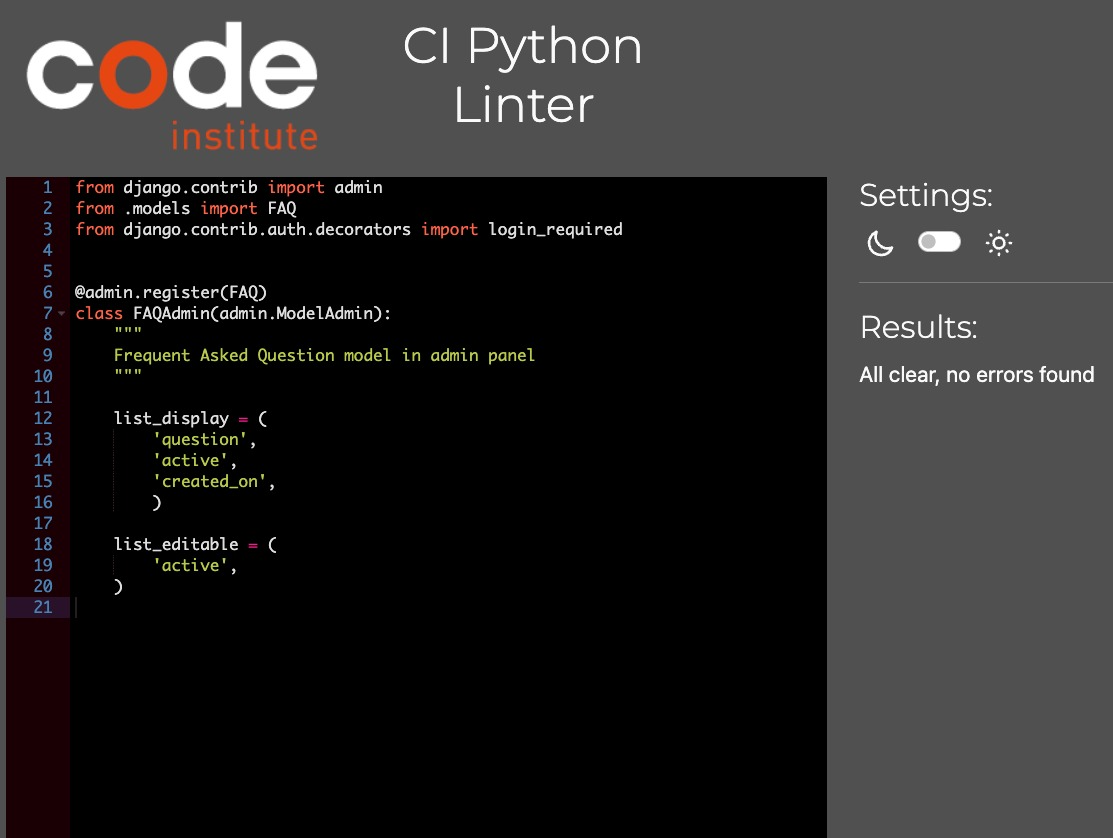 code
institute
CI Python
Linter
1 from django.contrib import admin
2 from .models import FAQ
3 from django.contrib.auth.decorators import login_required
4
5
6 @admin.register(FAQ)
7 class FAQAdmin(admin.ModelAdmin):
8     """
9     Frequent Asked Question model in admin panel
10     """
11
12     list_display = (
13         'question',
14         'active',
15         'created_on',
16         )
17
18     list_editable = (
19         'active',
20     )
21
Settings:
Results:
All clear, no errors found